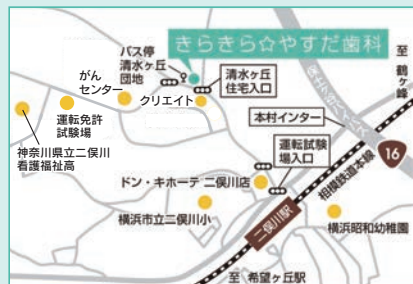 きらきら☆やすだ歯科
バス停
清水ヶ丘
団地
至
鶴ヶ峰
がん
センター
クリエイト
清水ヶ丘
住宅入口
運転免許
試験場
本村インター
神奈川県立二俣川
看護福祉高
運転試験
場入口
16
相模鉄道本線
ドン・キホーテ 二俣川店
横浜市立二俣川小
二俣川駅
横浜昭和幼稚園
至 希望ヶ丘駅